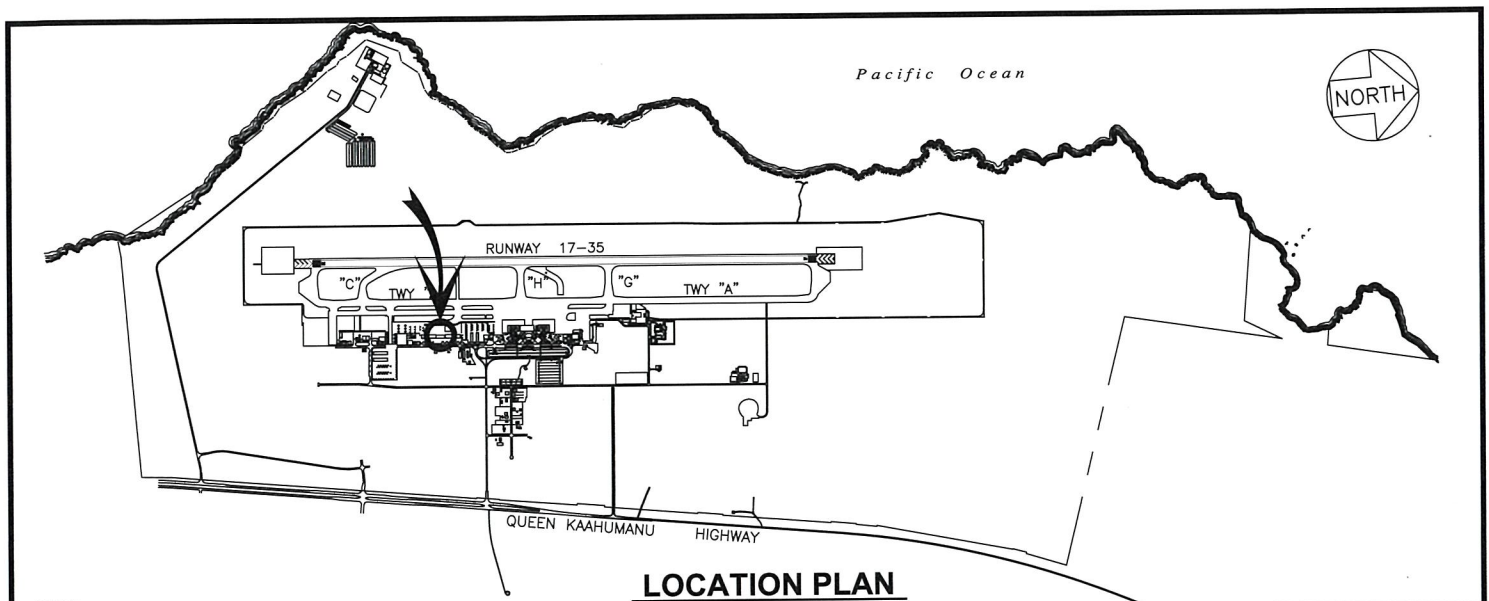 Pacific Ocean
NORTH
RUNWAY 17-35
"C"
TWY "
"H"
"G"
TWY "A"
QUEEN KAAHUMANU HIGHWAY
LOCATION PLAN